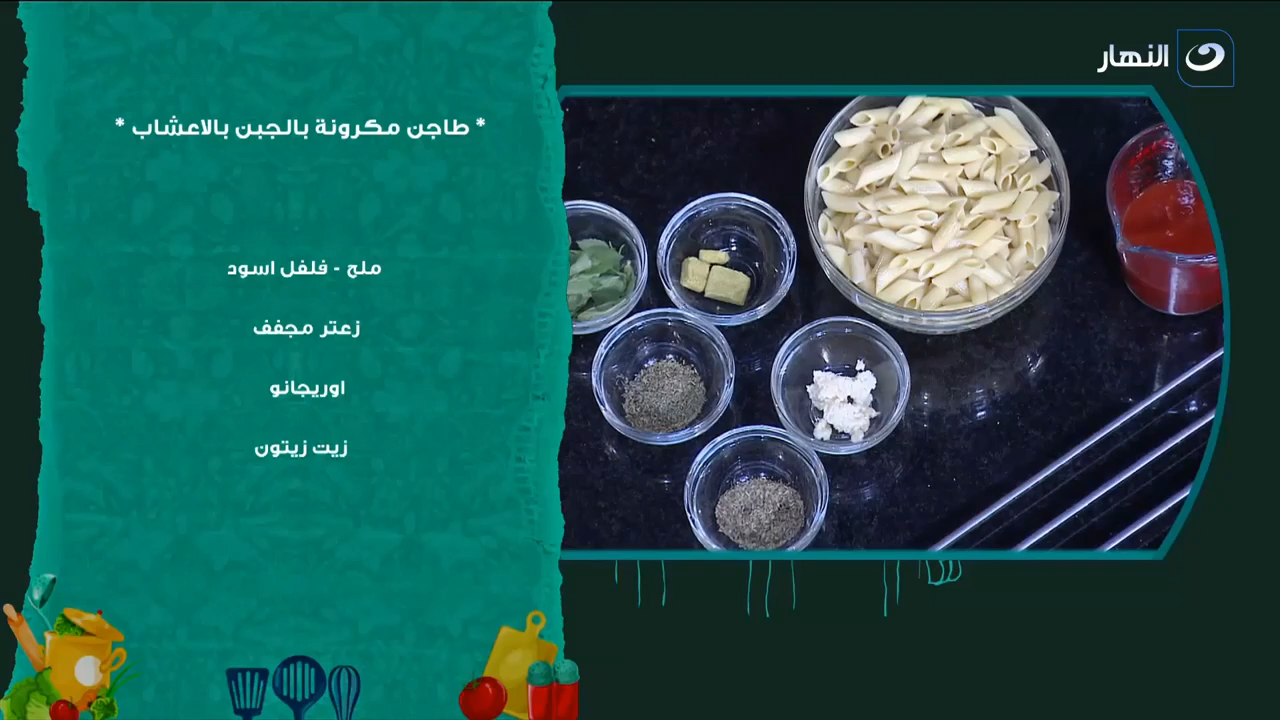 النهار
* طاجن مكرونة بالجبن بالاعشاب *
ملح - فلفل اسود
زعتر مجفف
اوريجانو
زيت زيتون